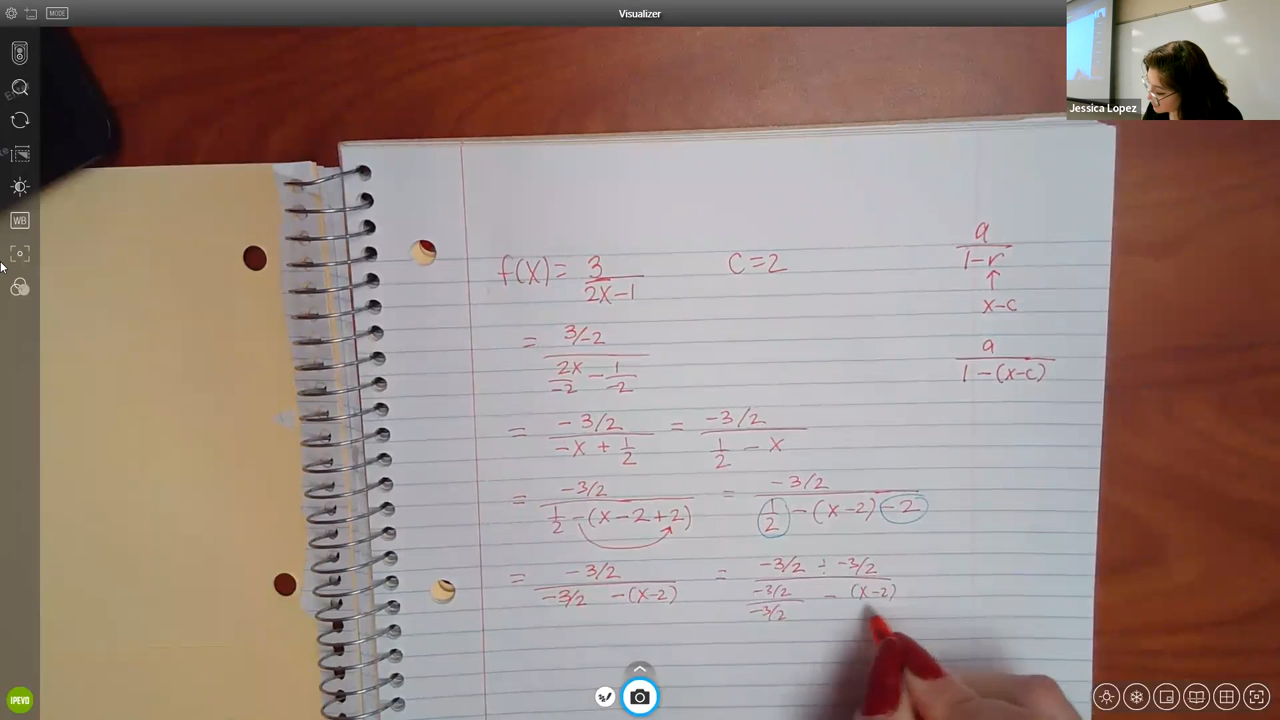 MODE
Visualizer
Jessica Lopez
WB
f(x) = 3/(2x-1)   C=2
= (3/-2)/(2x/-2 - 1/-2)
= (-3/2)/(-x + 1/2) = (-3/2)/(1/2 - x)
= (-3/2)/(1/2 -(x-2+2)) = (-3/2)/(1/2 -(x-2) -2)
= (-3/2)/(-3/2 -(x-2)) = (-3/2 ÷ -3/2)/((-3/2)/(-3/2) - (x-2))
a/(1-r)
↑
x-c
a/(1-(x-c))
IPEVO